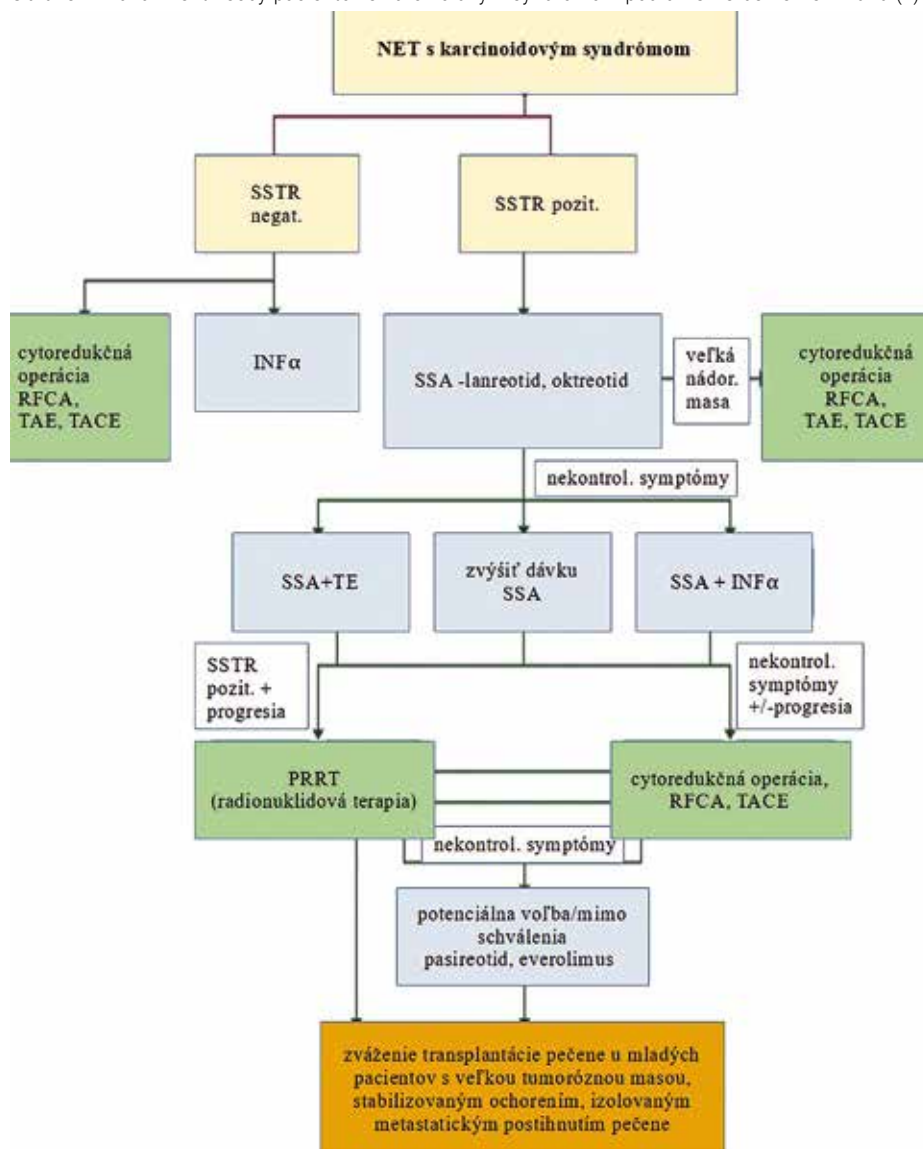 NET s karcinoidovým syndrómom
SSTR
negat.
SSTR pozit.
cytoredukčná
operácia
RFCA,
TAE, TACE
INFα
SSA -lanreotid, oktreotid
veľká
nádor.
masa
cytoredukčná
operácia
RFCA,
TAE, TACE
nekontrol. symptómy
SSA+TE
zvýšiť dávku
SSA
SSA + INFα
SSTR
pozit. +
progresia
nekontrol.
symptómy
+/-progresia
PRRT
(radionuklidová terapia)
cytoredukčná operácia,
RFCA, TACE
nekontrol. symptómy
potenciálna voľba/mimo
schválenia
pasireotid, everolimus
zváženie transplantácie pečene u mladých
pacientov s veľkou tumoróznou masou,
stabilizovaným ochorením, izolovaným
metastatickým postihnutím pečene